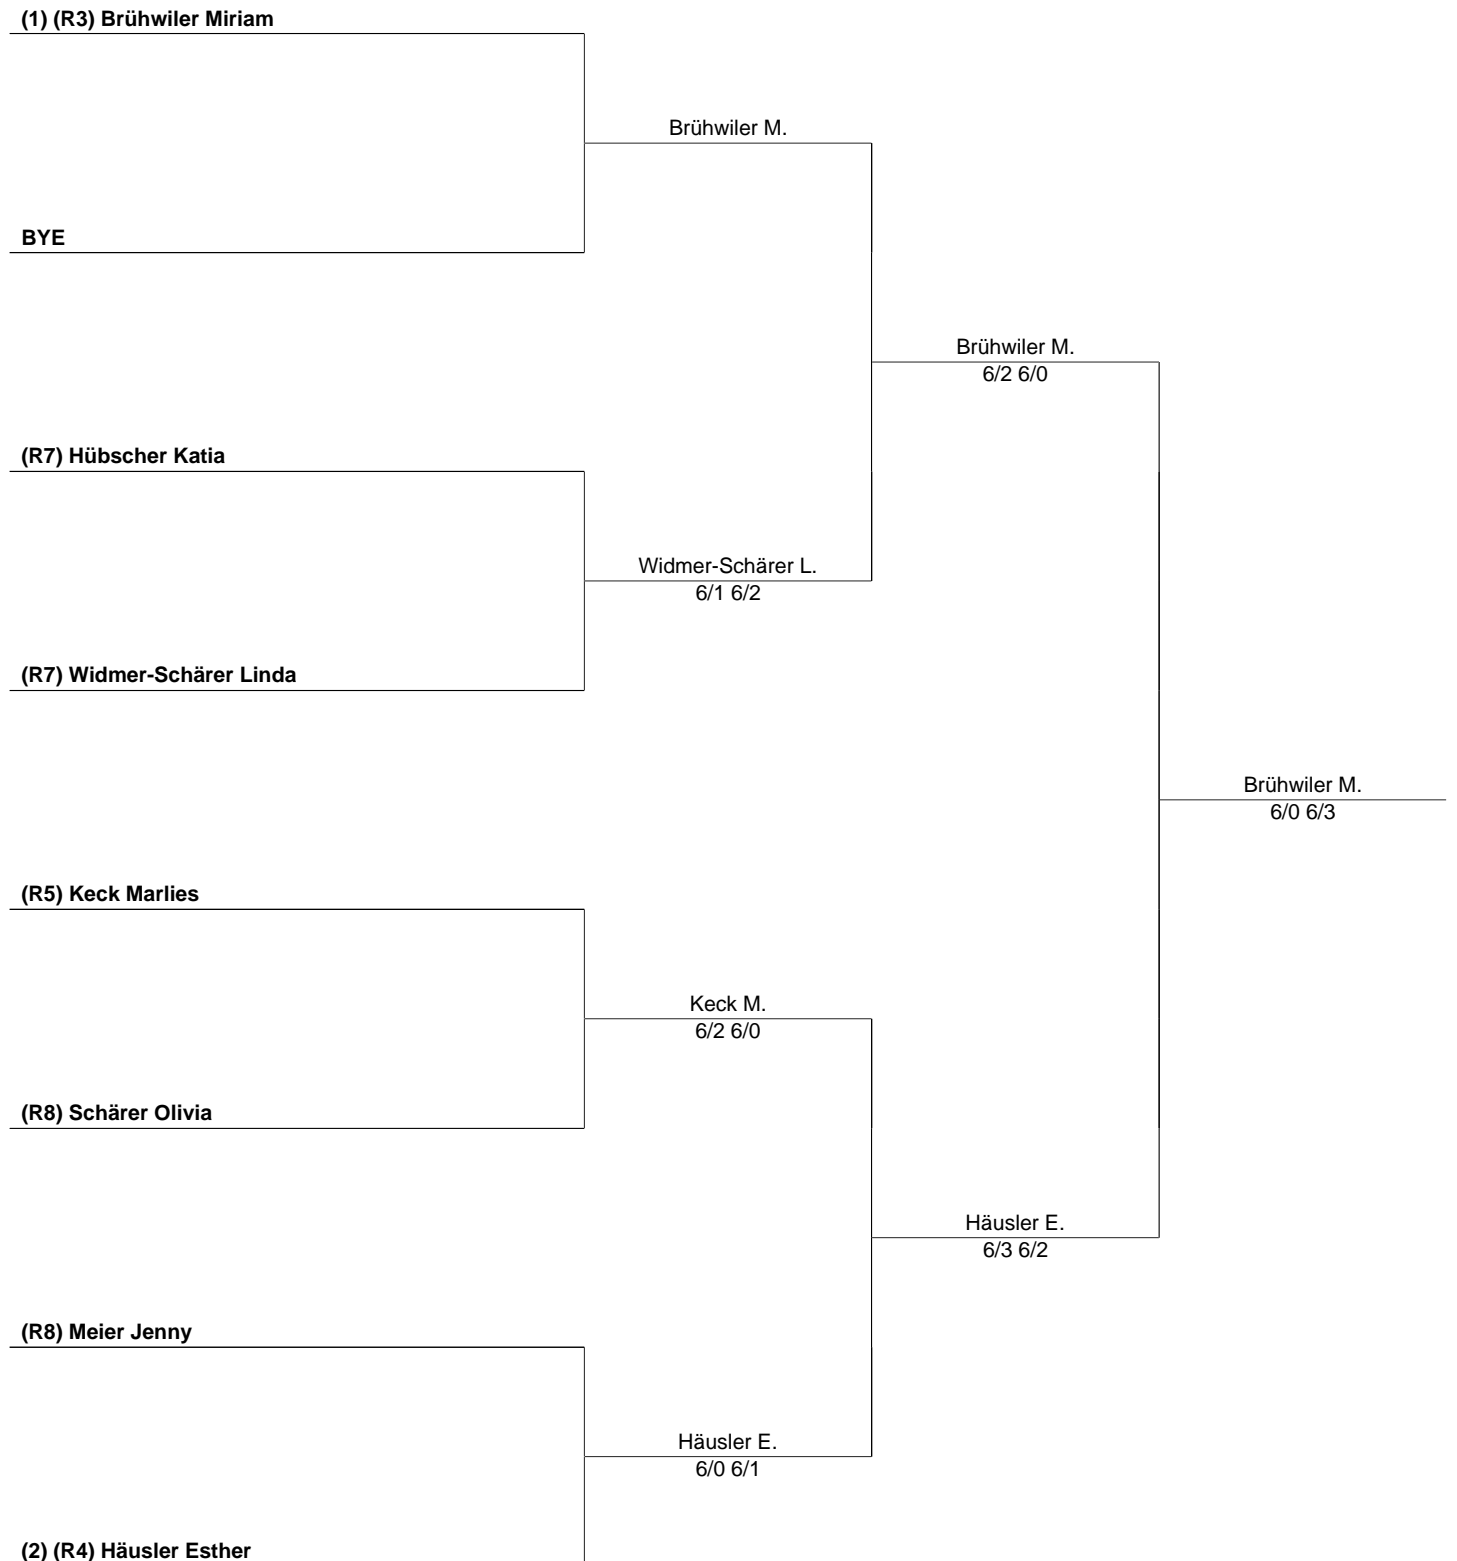 (1) (R3) Brühwiler Miriam
Brühwiler M.
BYE
Brühwiler M.
6/2 6/0
(R7) Hübscher Katia
Widmer-Schärer L.
6/1 6/2
(R7) Widmer-Schärer Linda
Brühwiler M.
6/0 6/3
(R5) Keck Marlies
Keck M.
6/2 6/0
(R8) Schärer Olivia
Häusler E.
6/3 6/2
(R8) Meier Jenny
Häusler E.
6/0 6/1
(2) (R4) Häusler Esther